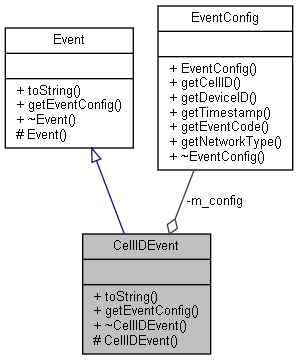 Event
+ toString()
+ getEventConfig()
+ ~Event()
# Event()
EventConfig
+ EventConfig()
+ getCellID()
+ getDeviceID()
+ getTimestamp()
+ getEventCode()
+ getNetworkType()
+ ~EventConfig()
-m_config
CellIDEvent
+ toString()
+ getEventConfig()
+ ~CellIDEvent()
# CellIDEvent()